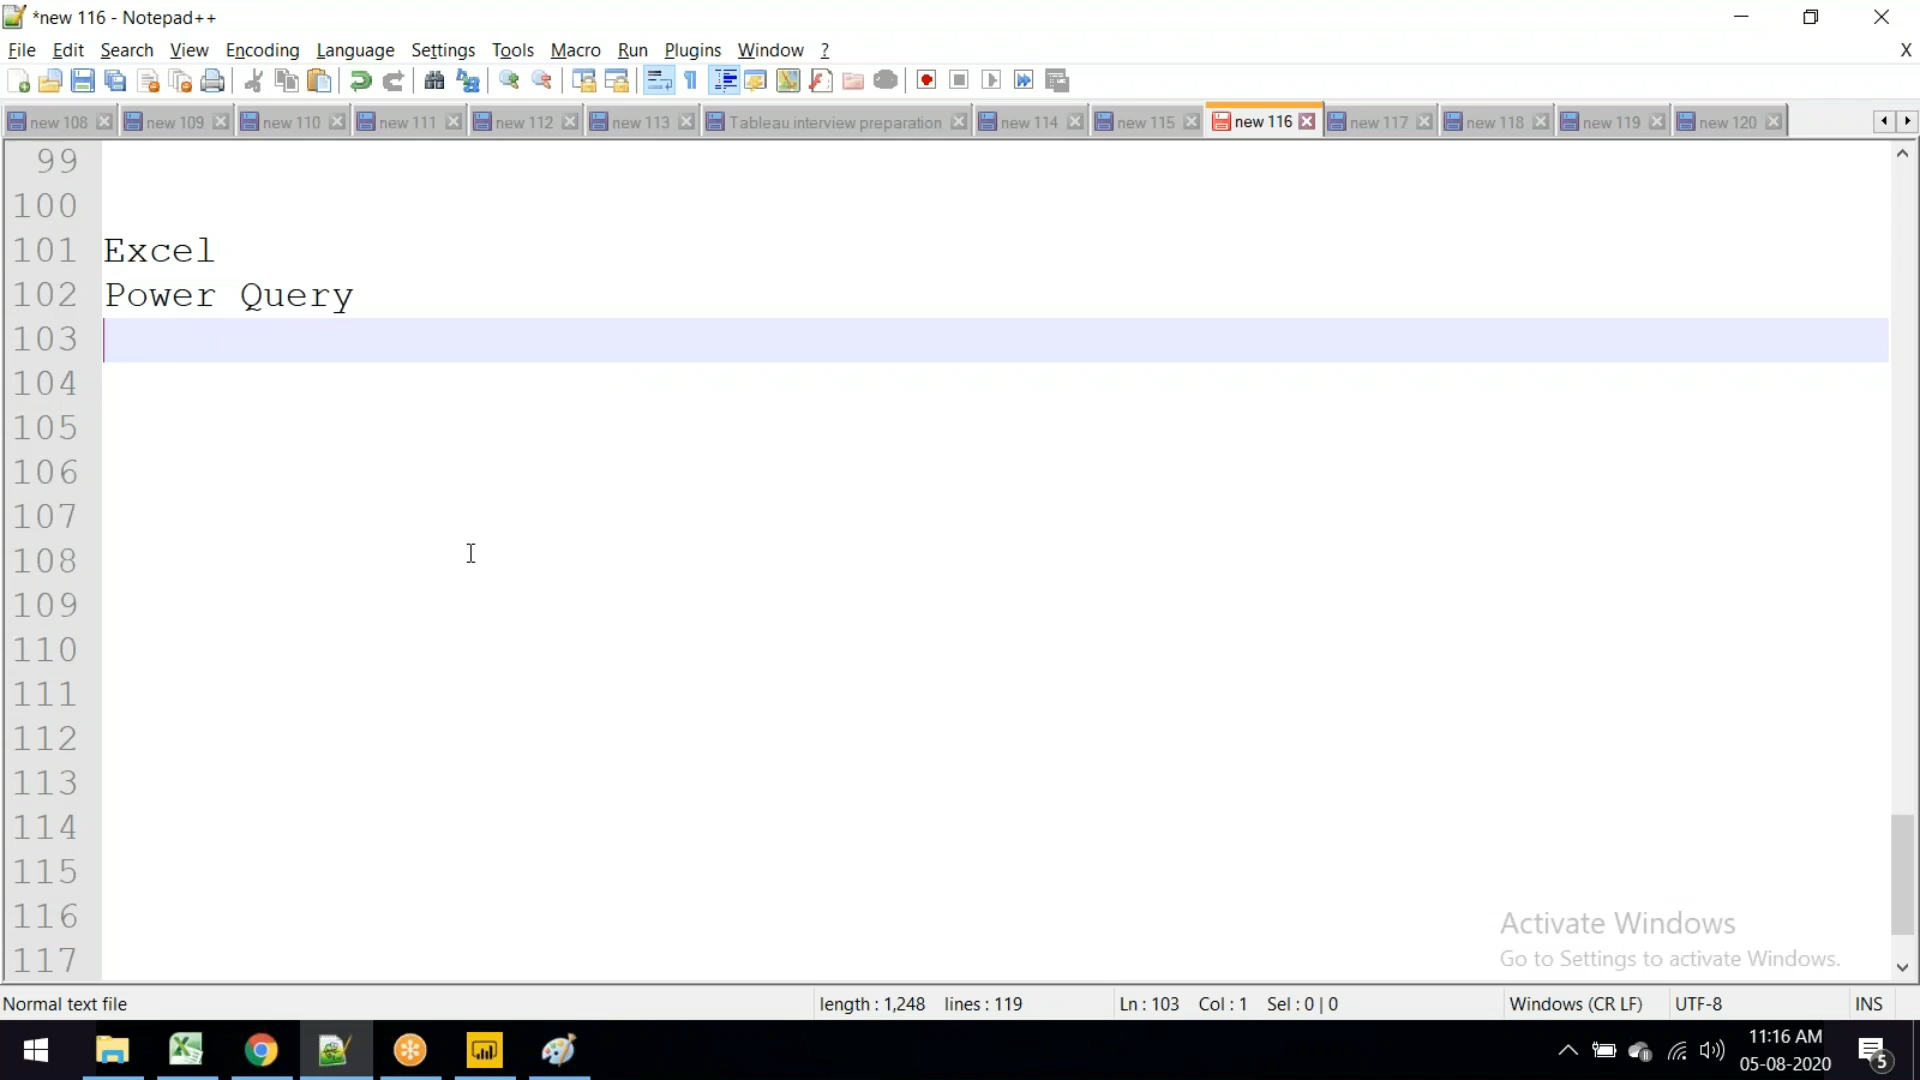 *new 116 - Notepad++
File Edit Search View Encoding Language Settings Tools Macro Run Plugins Window ? X
new 108 new 109 new 110 new 111 new 112 new 113 Tableau interview preparation new 114 new 115 new 116 new 117 new 118 new 119 new 120
99
100
101 Excel
102 Power Query
103
104
105
106
107
108
109
110
111
112
113
114
115
116
117
Activate Windows
Go to Settings to activate Windows.
Normal text file length : 1,248 lines : 119 Ln : 103 Col : 1 Sel : 0 | 0 Windows (CR LF) UTF-8 INS
11:16 AM
05-08-2020
5